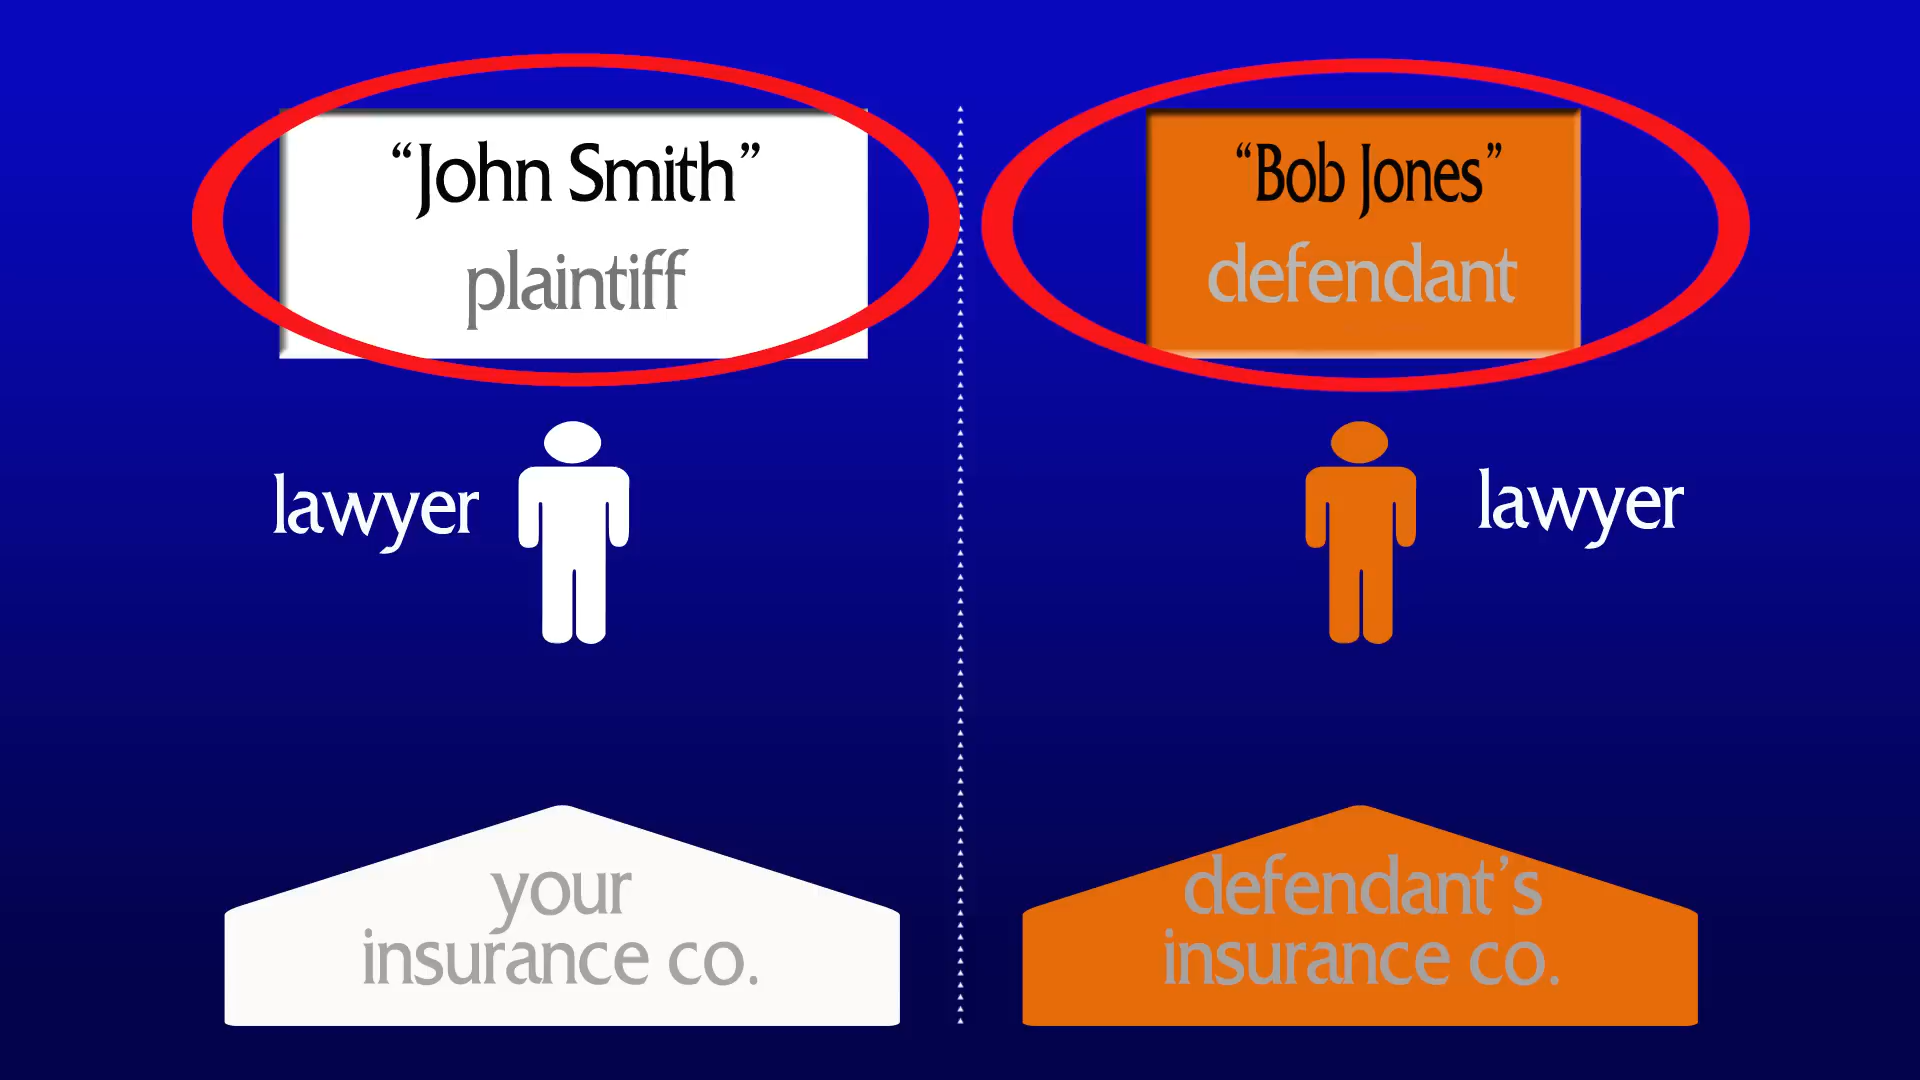 “John Smith”
plaintiff
lawyer
your
insurance co.
“Bob Jones”
defendant
lawyer
defendant’s
insurance co.